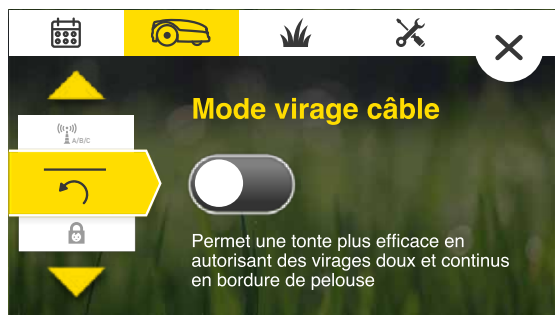 Mode virage câble
A/B/C
Permet une tonte plus efficace en
autorisant des virages doux et continus
en bordure de pelouse